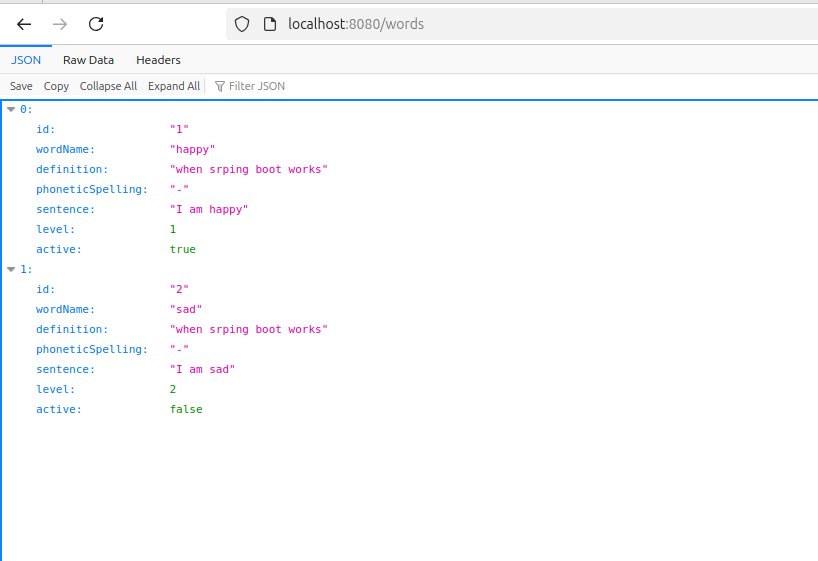 localhost:8080/words
JSON Raw Data Headers
Save Copy Collapse All Expand All Filter JSON
0:
id: "1"
wordName: "happy"
definition: "when srping boot works"
phoneticSpelling: "-"
sentence: "I am happy"
level: 1
active: true
1:
id: "2"
wordName: "sad"
definition: "when srping boot works"
phoneticSpelling: "-"
sentence: "I am sad"
level: 2
active: false